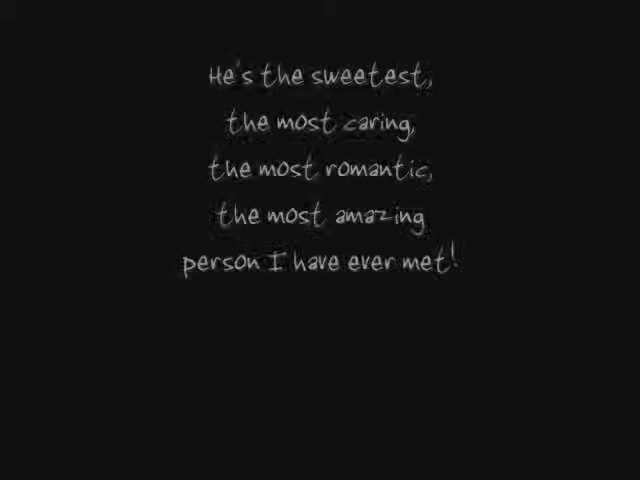 He's the sweetest,
the most caring,
the most romantic,
the most amazing
person I have ever met!